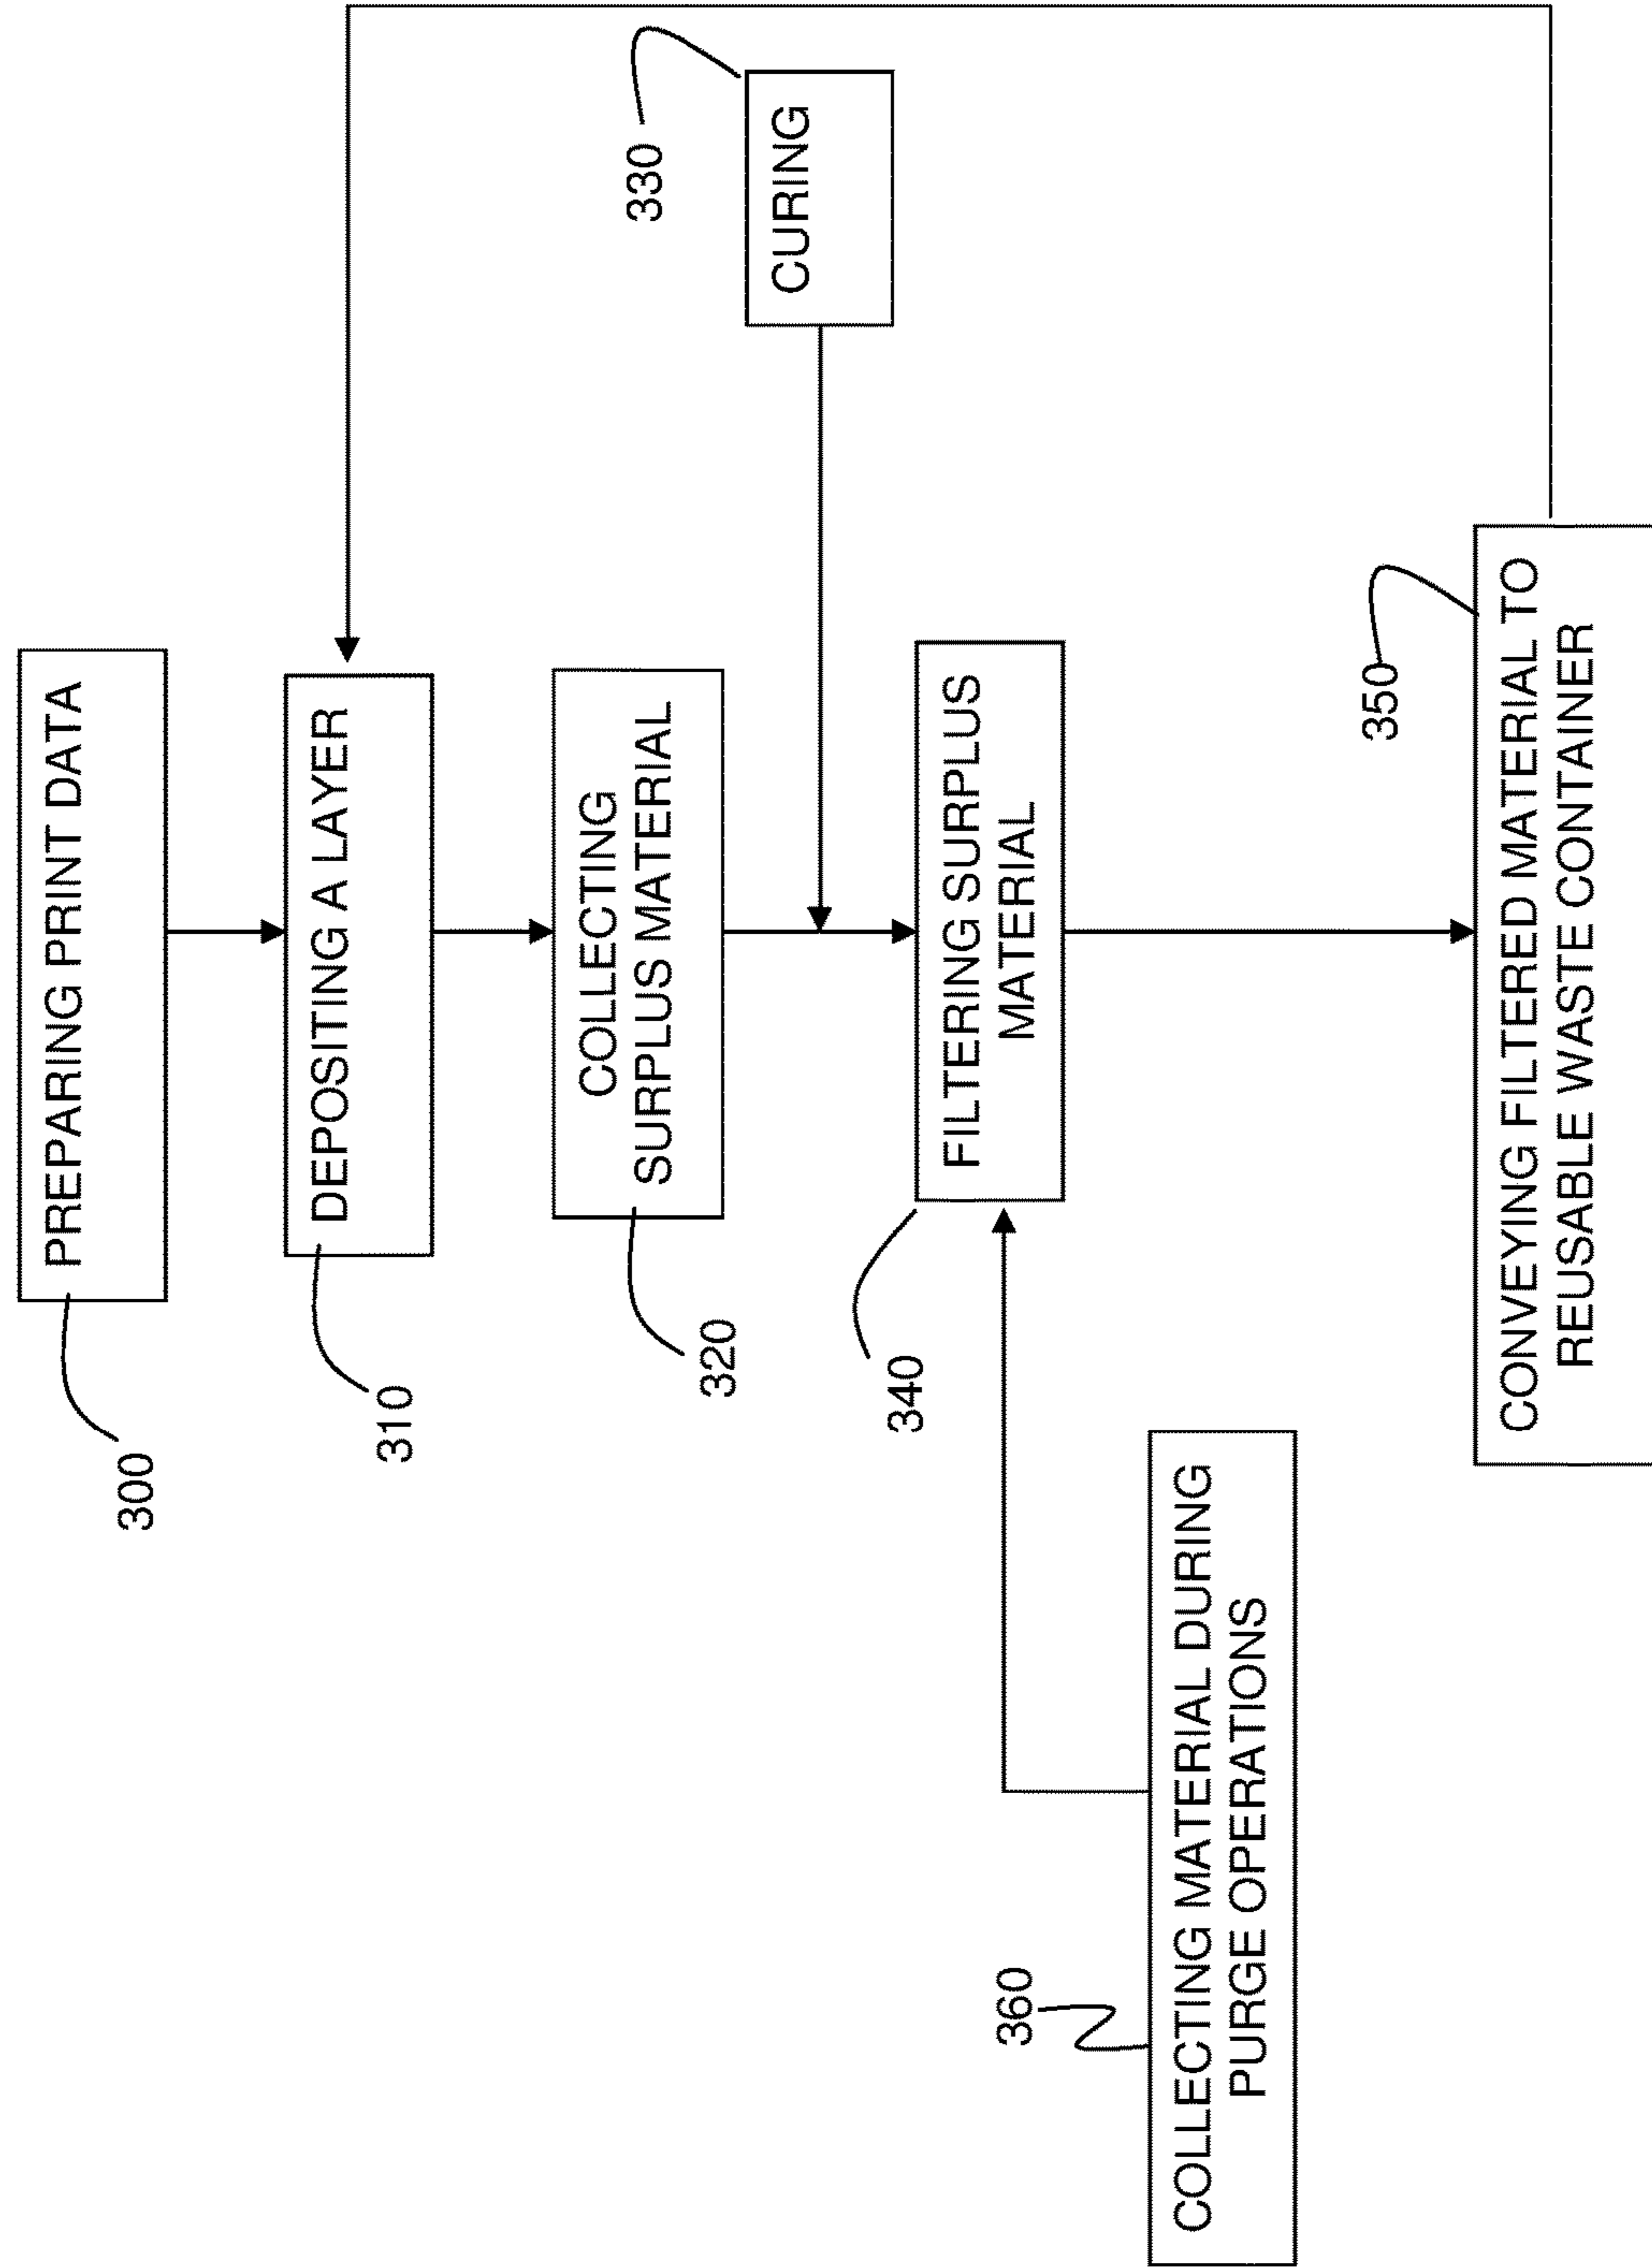 PREPARING PRINT DATA
300
DEPOSITING A LAYER
310
COLLECTING
SURPLUS MATERIAL
320
CURING
330
FILTERING SURPLUS
MATERIAL
340
COLLECTING MATERIAL DURING
PURGE OPERATIONS
360
CONVEYING FILTERED MATERIAL TO
REUSABLE WASTE CONTAINER
350